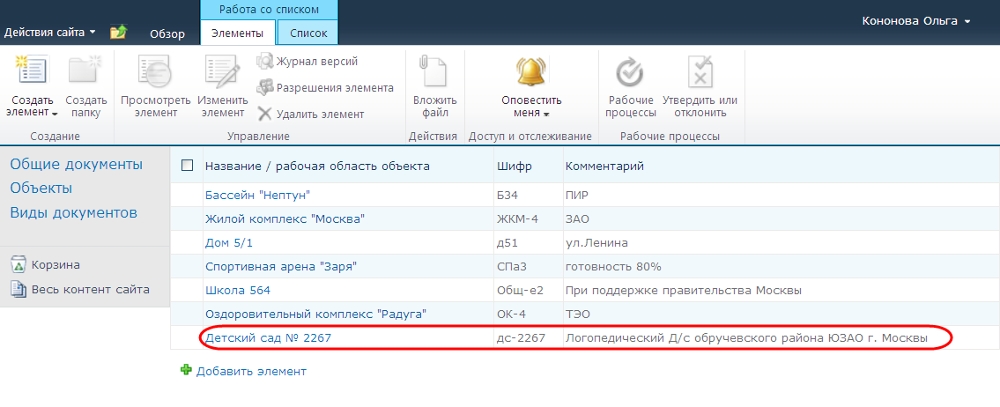 Работа со списком
Кононова Ольга
Действия сайта
Обзор
Элементы
Список
Создать элемент
Создать папку
Создание
Просмотреть элемент
Изменить элемент
Журнал версий
Разрешения элемента
Удалить элемент
Управление
Вложить файл
Действия
Оповестить меня
Доступ и отслеживание
Рабочие процессы
Утвердить или отклонить
Рабочие процессы
Общие документы
Объекты
Виды документов
Корзина
Весь контент сайта
Название / рабочая область объекта Шифр Комментарий
Бассейн "Нептун" Б34 ПИР
Жилой комплекс "Москва" ЖКМ-4 ЗАО
Дом 5/1 д51 ул.Ленина
Спортивная арена "Заря" СПа3 готовность 80%
Школа 564 Общ-е2 При поддержке правительства Москвы
Оздоровительный комплекс "Радуга" ОК-4 ТЭО
Детский сад № 2267 дс-2267 Логопедический Д/с обручевского района ЮЗАО г. Москвы
Добавить элемент